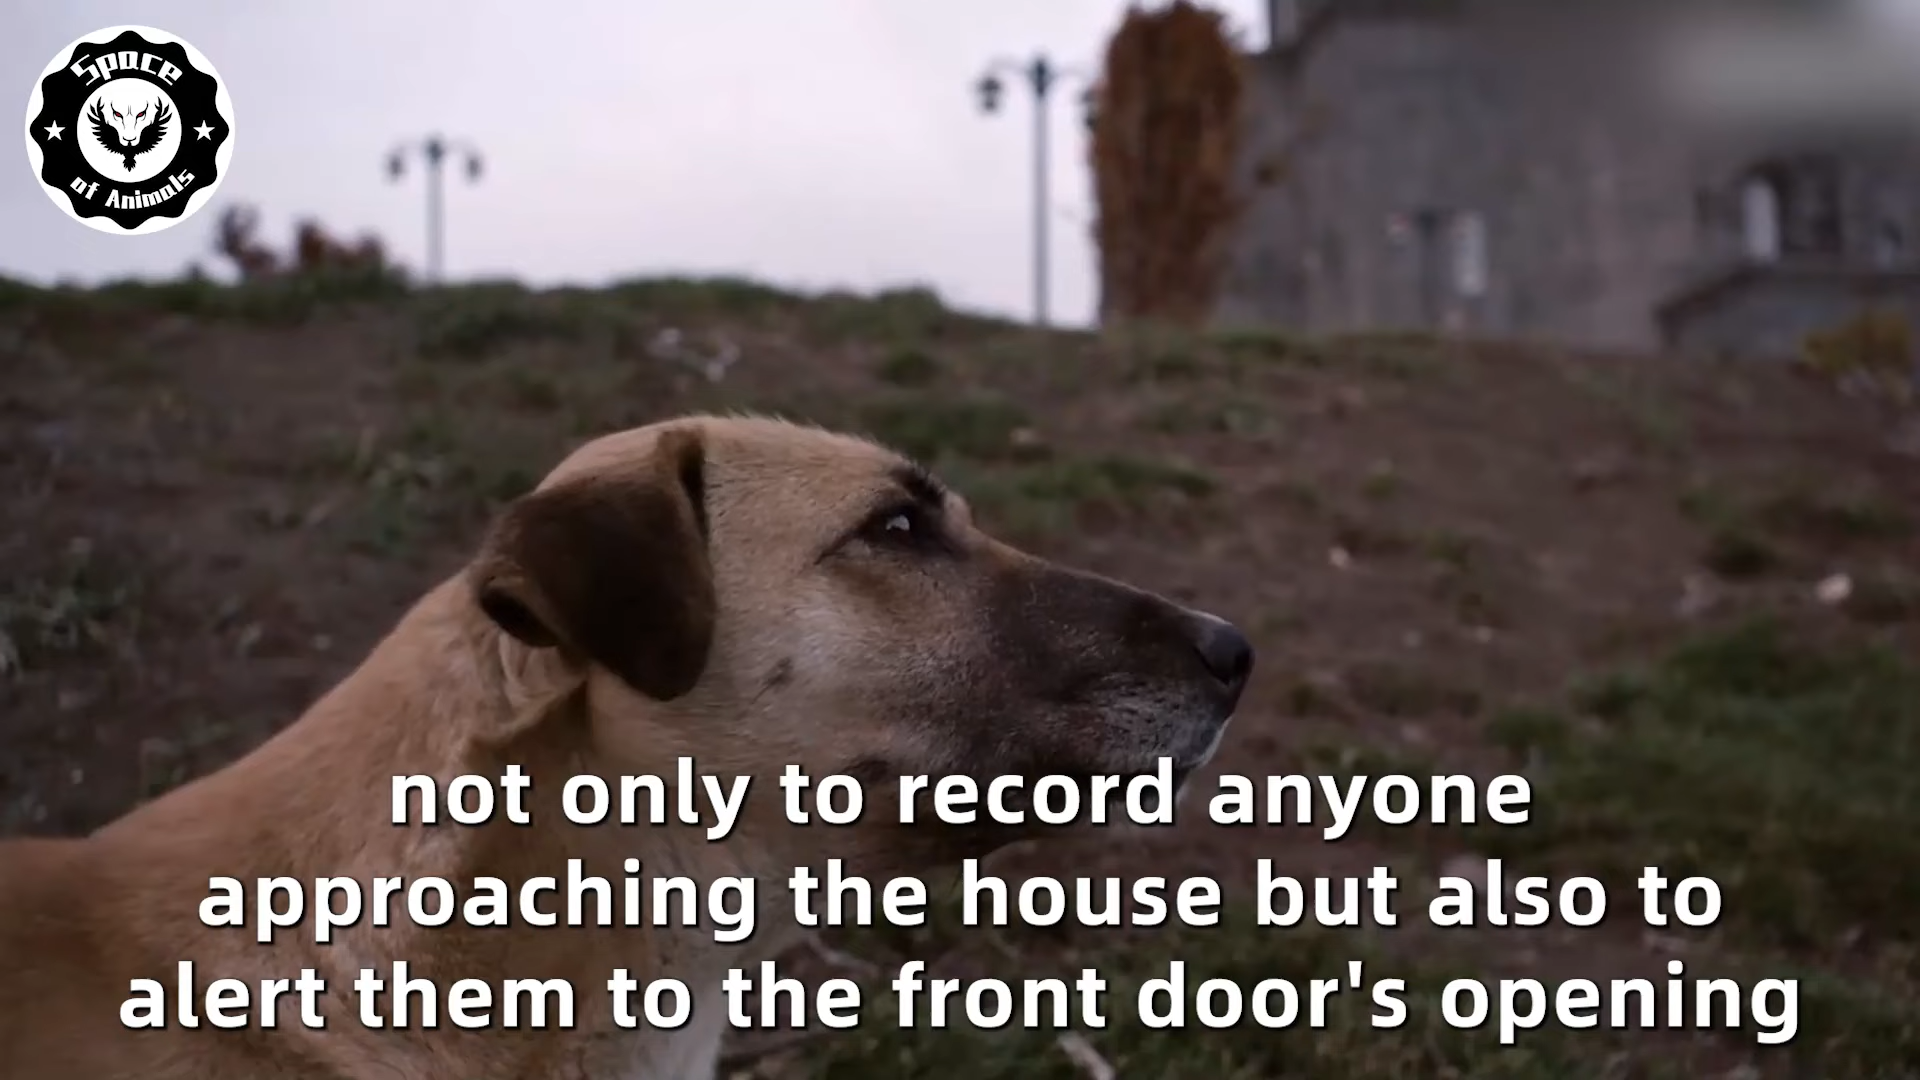 Space
of Animals
not only to record anyone
approaching the house but also to
alert them to the front door's opening